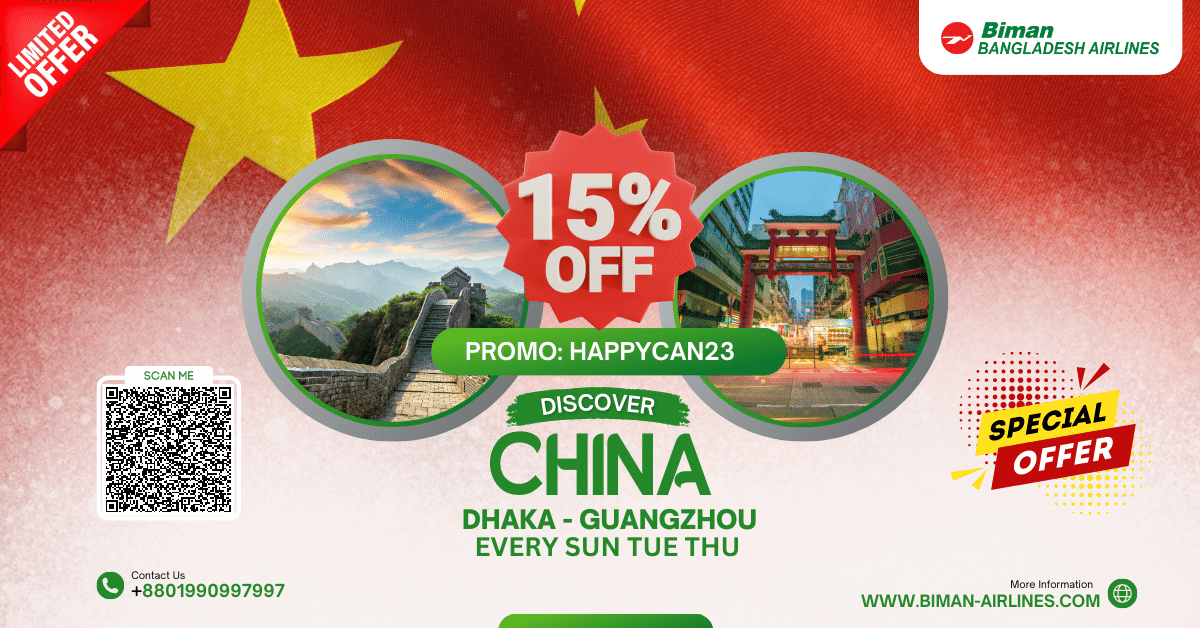 LIMITED
OFFER
Biman
BANGLADESH AIRLINES
15%
OFF
PROMO: HAPPYCAN23
SCAN ME
DISCOVER
CHINA
DHAKA - GUANGZHOU
EVERY SUN TUE THU
SPECIAL
OFFER
Contact Us
+8801990997997
More Information
WWW.BIMAN-AIRLINES.COM